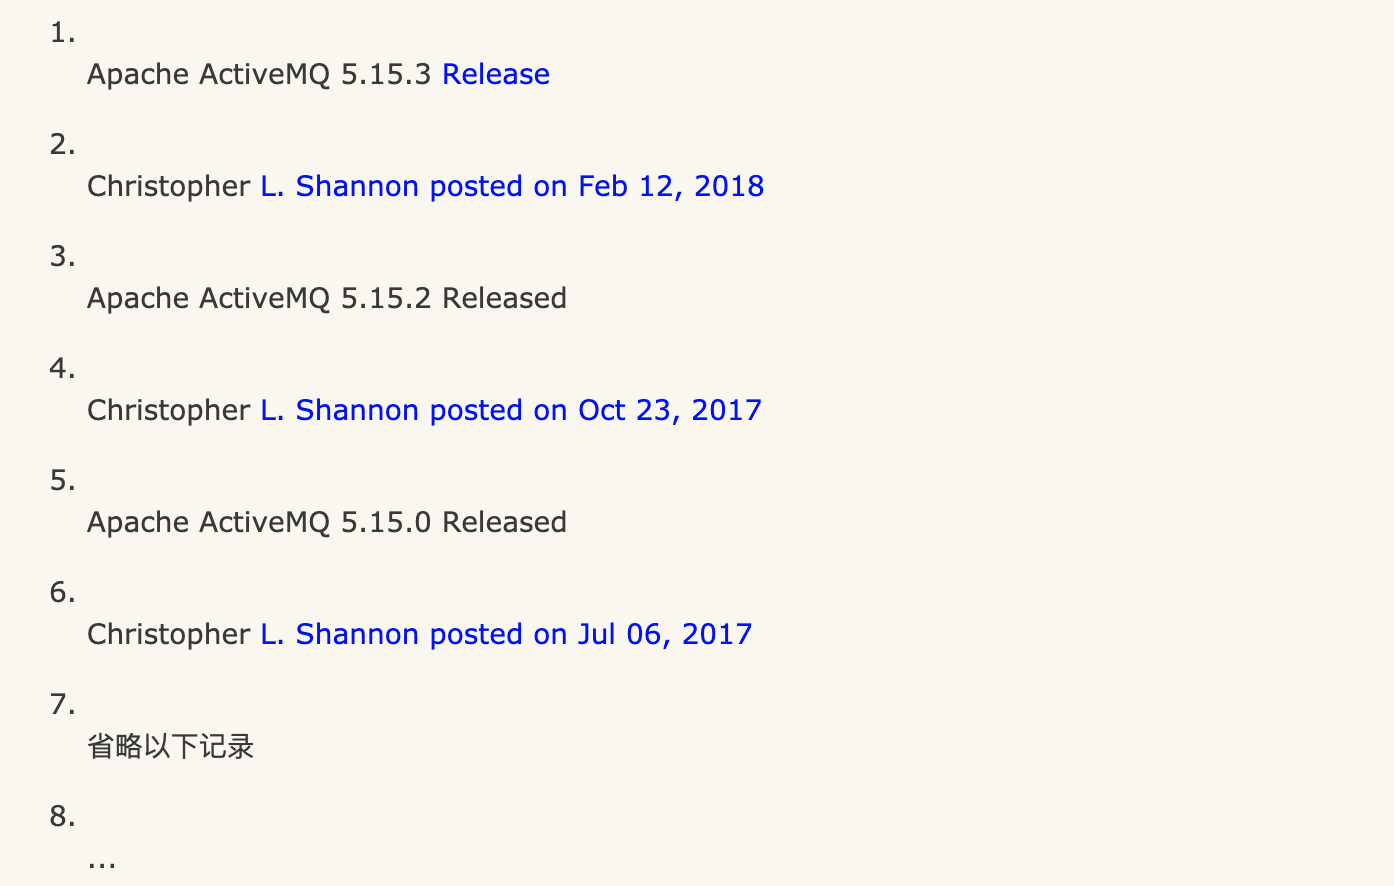 1.
Apache ActiveMQ 5.15.3 Release
2.
Christopher L. Shannon posted on Feb 12, 2018
3.
Apache ActiveMQ 5.15.2 Released
4.
Christopher L. Shannon posted on Oct 23, 2017
5.
Apache ActiveMQ 5.15.0 Released
6.
Christopher L. Shannon posted on Jul 06, 2017
7.
省略以下记录
8.
...